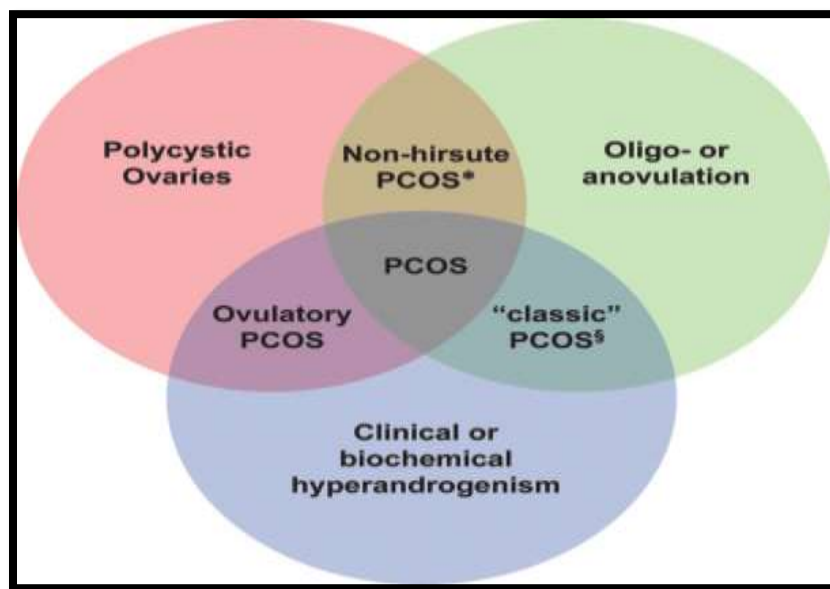 Polycystic
Ovaries
Non-hirsute
PCOS*
Oligo- or
anovulation
PCOS
Ovulatory
PCOS
“classic”
PCOS§
Clinical or
biochemical
hyperandrogenism